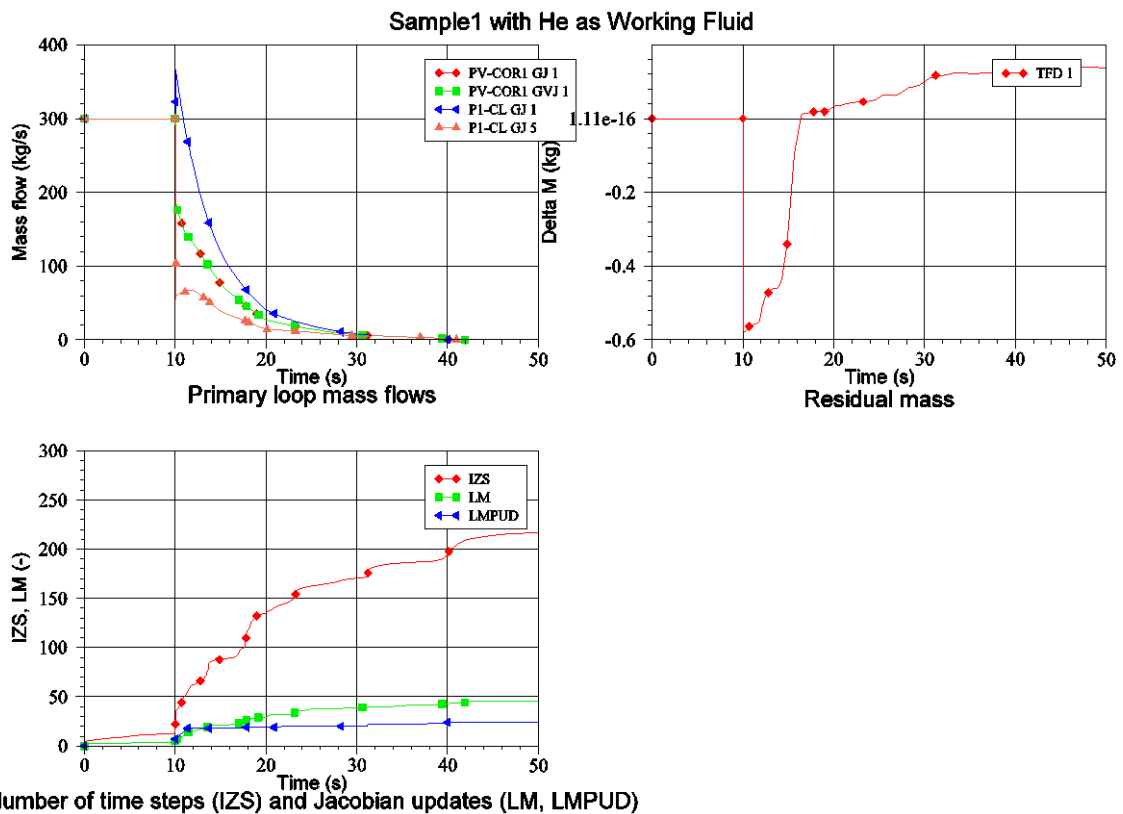 Sample1 with He as Working Fluid
Mass flow (kg/s)
400
300
200
100
0
0
10
20
30
40
50
Time (s)
Primary loop mass flows
PV-COR1 GJ 1
PV-COR1 GVJ 1
P1-CL GJ 1
P1-CL GJ 5
Delta M (kg)
1.11e-16
-0.2
-0.4
-0.6
0
10
20
30
40
50
Time (s)
Residual mass
TFD 1
IZS, LM (-)
300
250
200
150
100
50
0
0
10
20
30
40
50
Time (s)
IZS
LM
LMPUD
umber of time steps (IZS) and Jacobian updates (LM, LMPUD)